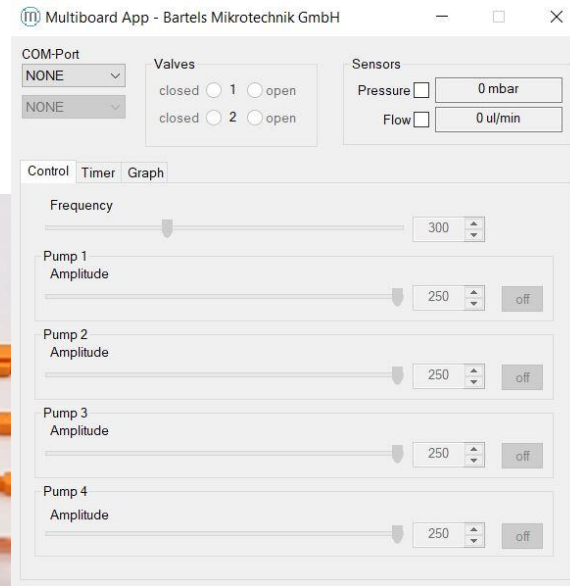 Multiboard App - Bartels Mikrotechnik GmbH
COM-Port
NONE
NONE
Valves
closed 1 open
closed 2 open
Sensors
Pressure 0 mbar
Flow 0 ul/min
Control Timer Graph
Frequency
300
Pump 1
Amplitude
250 off
Pump 2
Amplitude
250 off
Pump 3
Amplitude
250 off
Pump 4
Amplitude
250 off